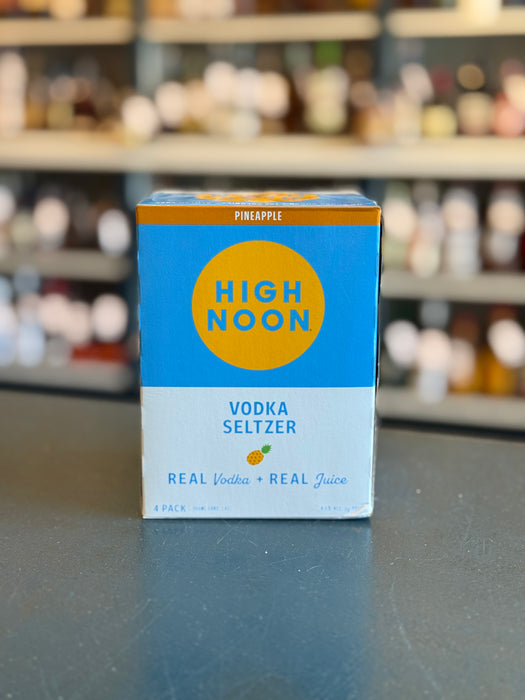 PINEAPPLE
HIGH
NOON
VODKA
SELTZER
REAL Vodka + REAL Juice
4 PACK